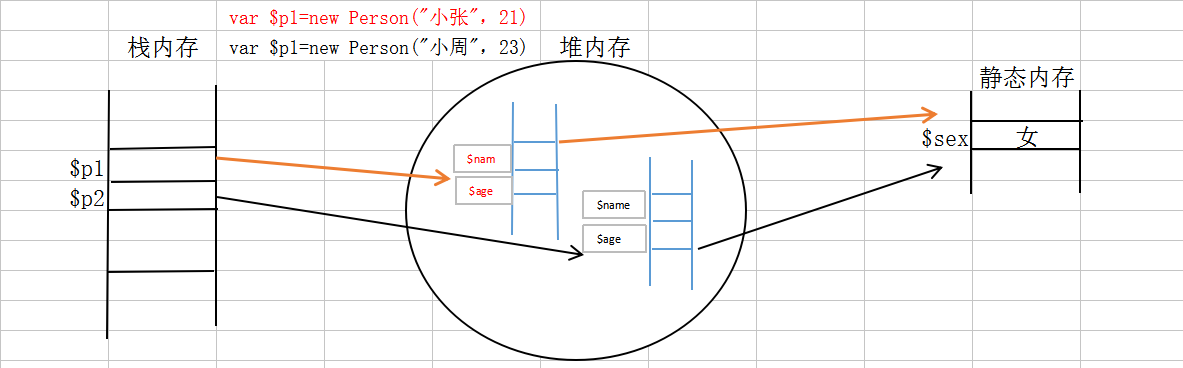 var $p1=new Person("小张", 21)
var $p1=new Person("小周", 23)
栈内存
堆内存
静态内存
$sex
女
$nam
$p1
$age
$p2
$name
$age